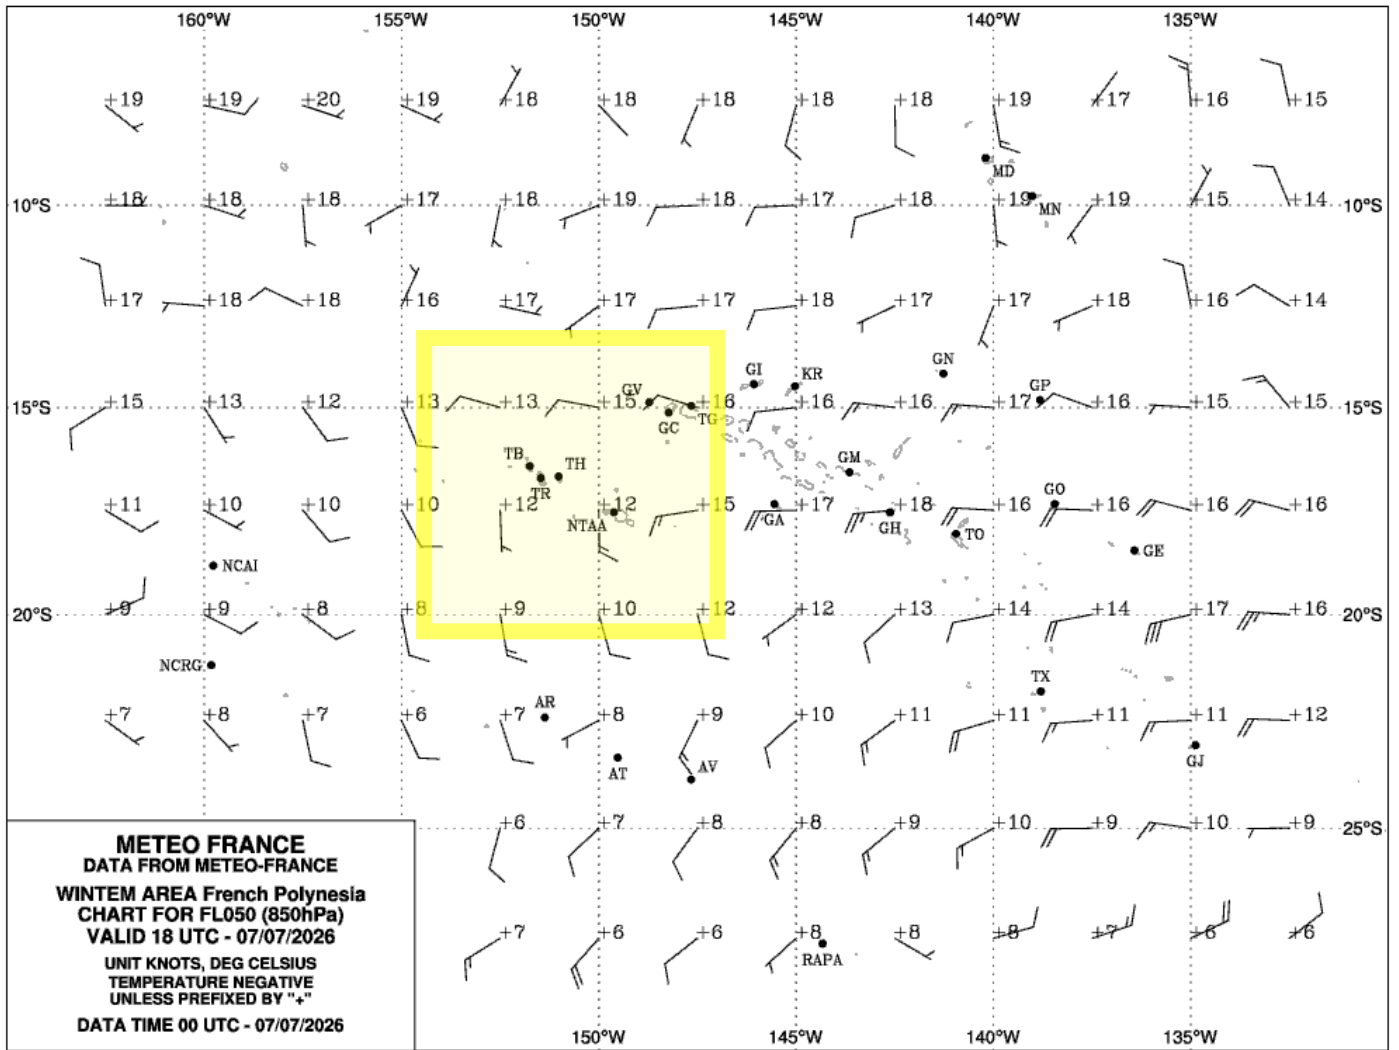 160°W 155°W 150°W 145°W 140°W 135°W
+19 +19 +20 +19 +18 +18 +18 +18 +18 +19 +17 +16 +15
MD
MN
10°S +18 +18 +18 +17 +18 +19 +18 +17 +18 +19 +19 +15 +14 10°S
+17 +18 +18 +16 +17 +17 +17 +18 +17 +17 +18 +16 +14
GI KR GN GP
GV
15°S +15 +13 +12 +13 +13 +15 +16 +16 +16 +17 +16 +15 +15 15°S
GC TG
TB TH GM
TR
GO
+11 +10 +12 +10 +12 +12 +15 +17 +18 +16 +16 +16 +16
NTAA GA GH TO
GE
NCAI
20°S +9 +9 +8 +8 +9 +10 +12 +12 +13 +14 +14 +17 +16 20°S
NCRG
TX
AR
+7 +8 +7 +6 +7 +8 +9 +10 +11 +11 +11 +11 +12
AT AV GJ
+6 +7 +8 +8 +9 +10 +9 +10 +9 25°S
+7 +6 +6 +8 +8 +8 +7 +6 +6
RAPA
METEO FRANCE
DATA FROM METEO-FRANCE
WINTEM AREA French Polynesia
CHART FOR FL050 (850hPa)
VALID 18 UTC - 07/07/2026
UNIT KNOTS, DEG CELSIUS
TEMPERATURE NEGATIVE
UNLESS PREFIXED BY "+"
DATA TIME 00 UTC - 07/07/2026
150°W 145°W 140°W 135°W